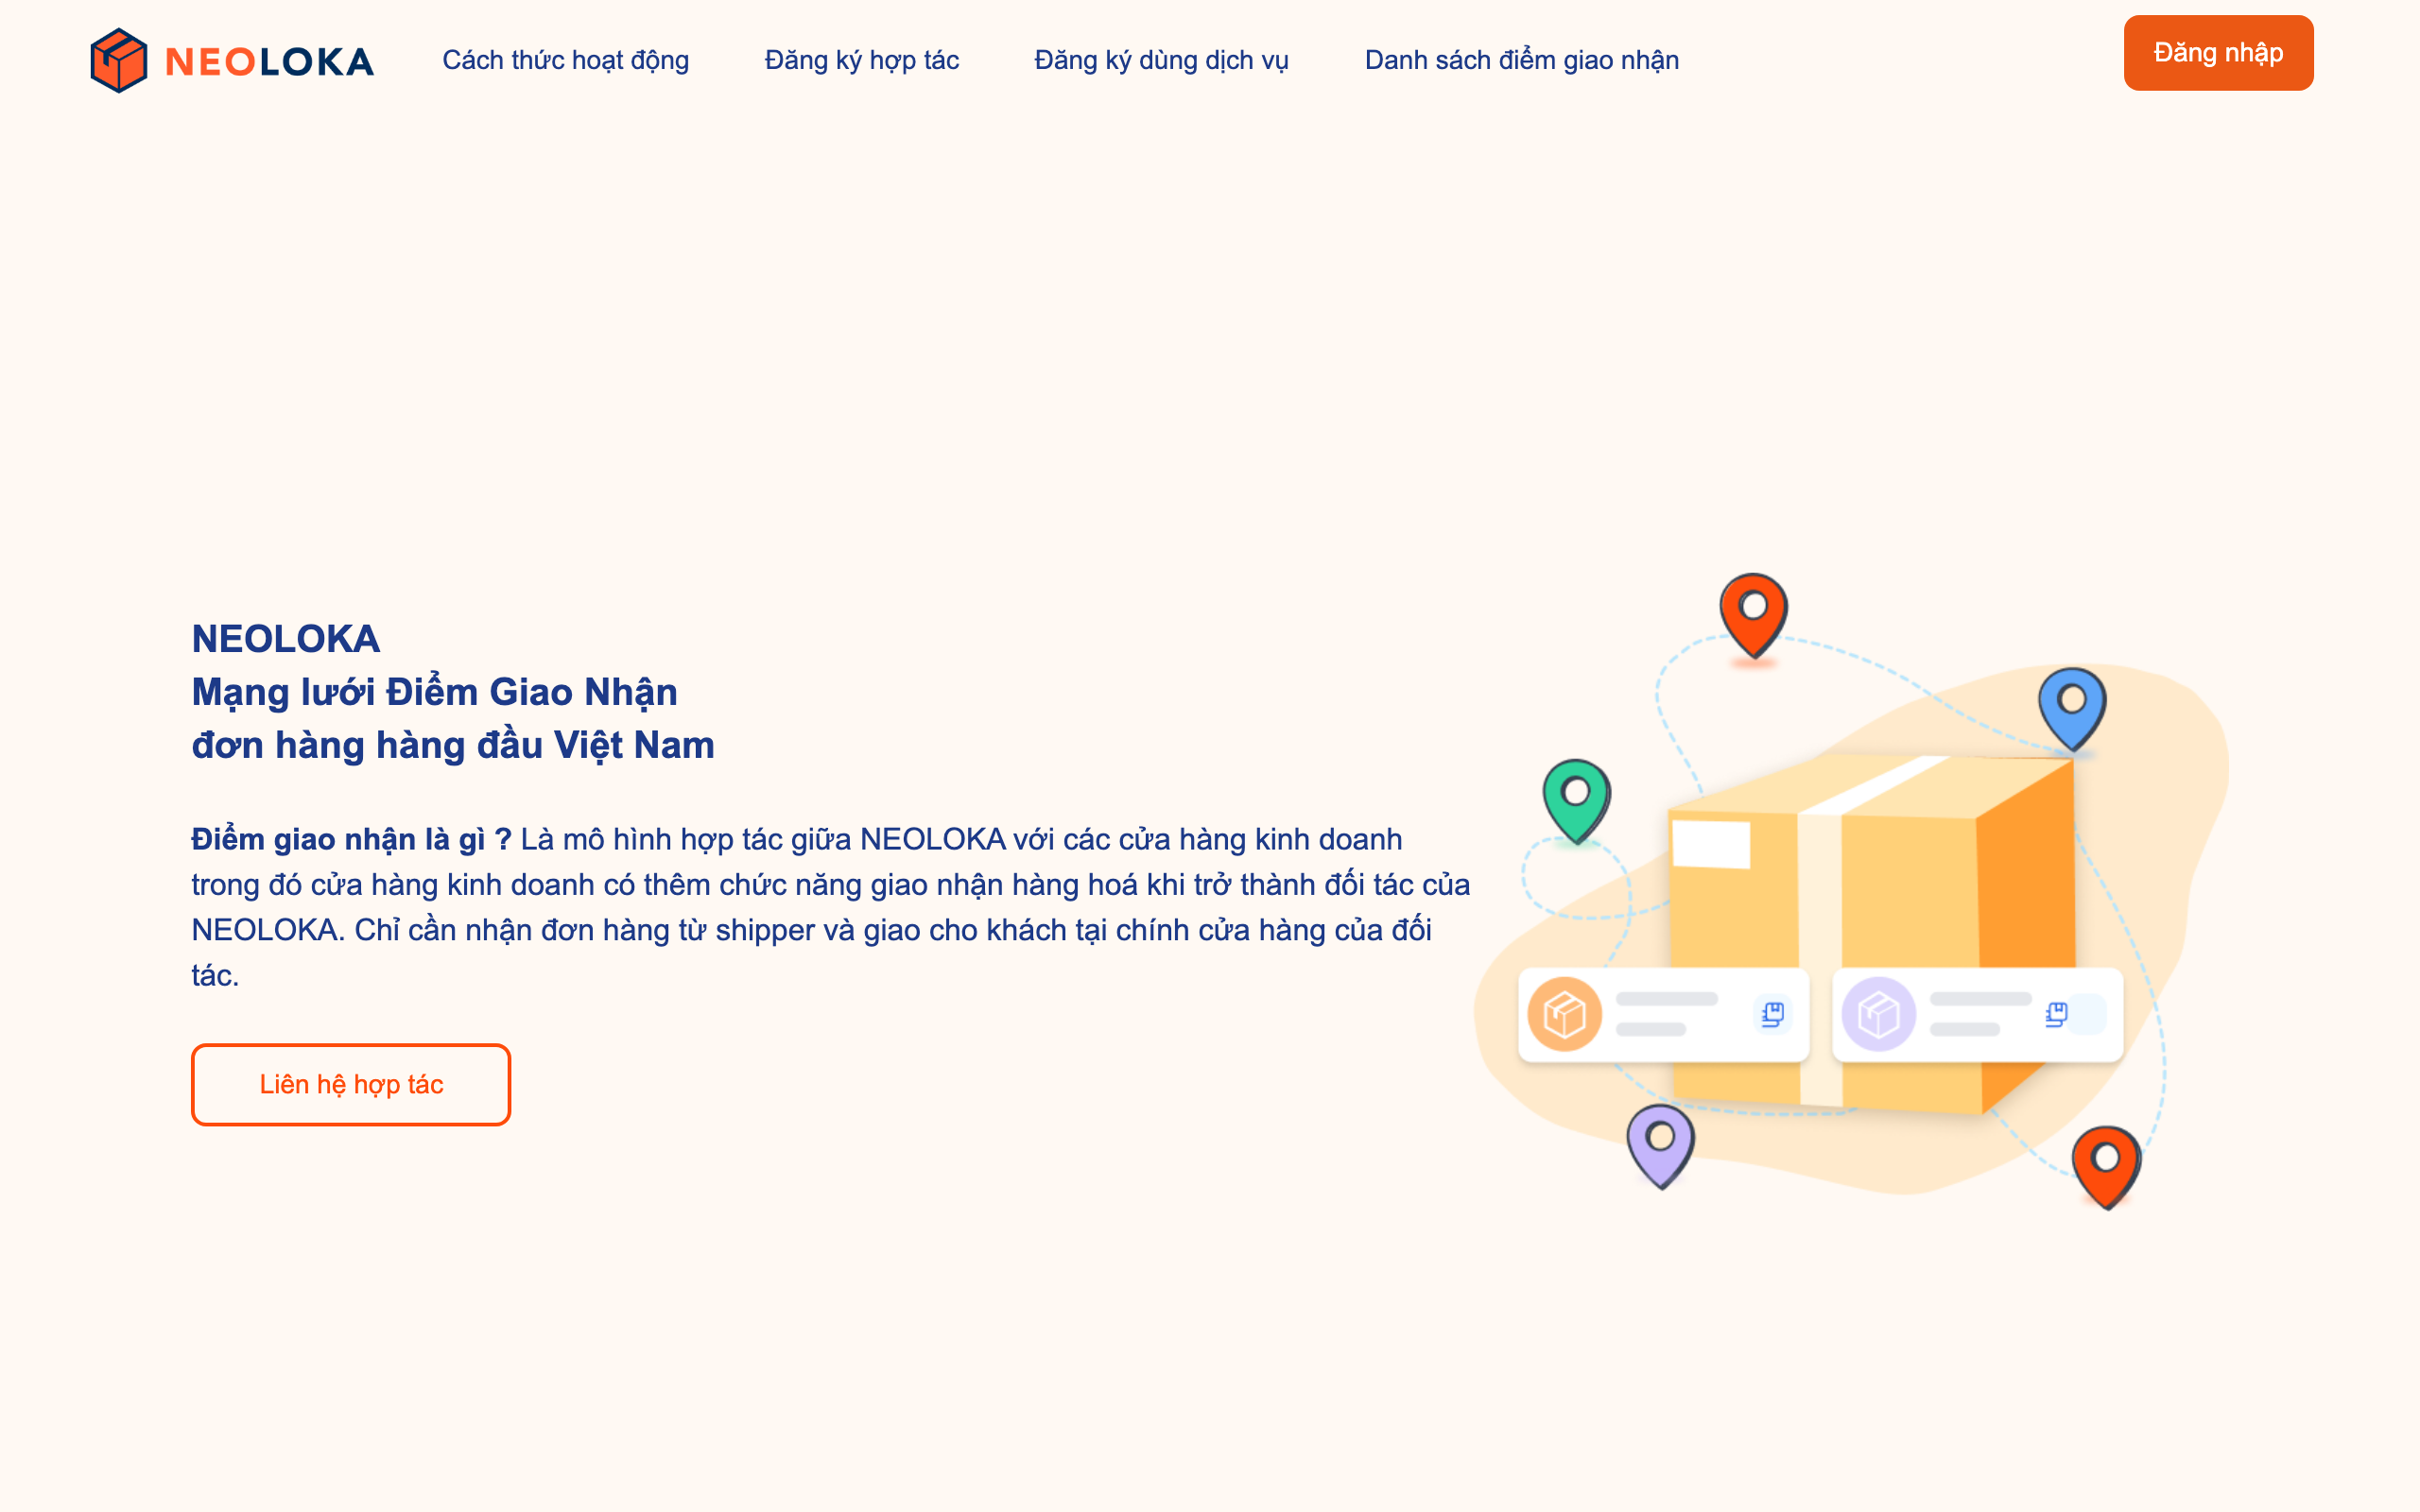 NEOLOKA
Cách thức hoạt động
Đăng ký hợp tác
Đăng ký dùng dịch vụ
Danh sách điểm giao nhận
Đăng nhập
NEOLOKA
Mạng lưới Điểm Giao Nhận
đơn hàng hàng đầu Việt Nam
Điểm giao nhận là gì ? Là mô hình hợp tác giữa NEOLOKA với các cửa hàng kinh doanh
trong đó cửa hàng kinh doanh có thêm chức năng giao nhận hàng hoá khi trở thành đối tác của
NEOLOKA. Chỉ cần nhận đơn hàng từ shipper và giao cho khách tại chính cửa hàng của đối
tác.
Liên hệ hợp tác